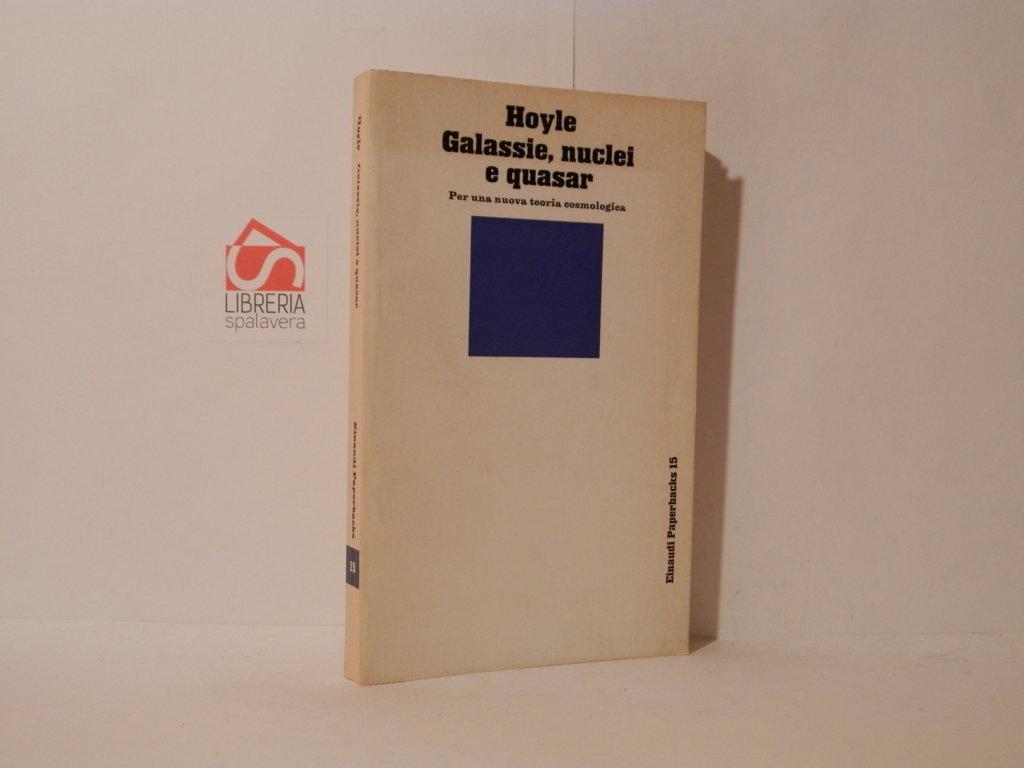 Hoyle
Galassie, nuclei
e quasar
Per una nuova teoria cosmologica
Einaudi Paperbacks 15
Hoyle Galassie, nuclei e quasar
Einaudi Paperbacks
15
LIBRERIA
spalavera